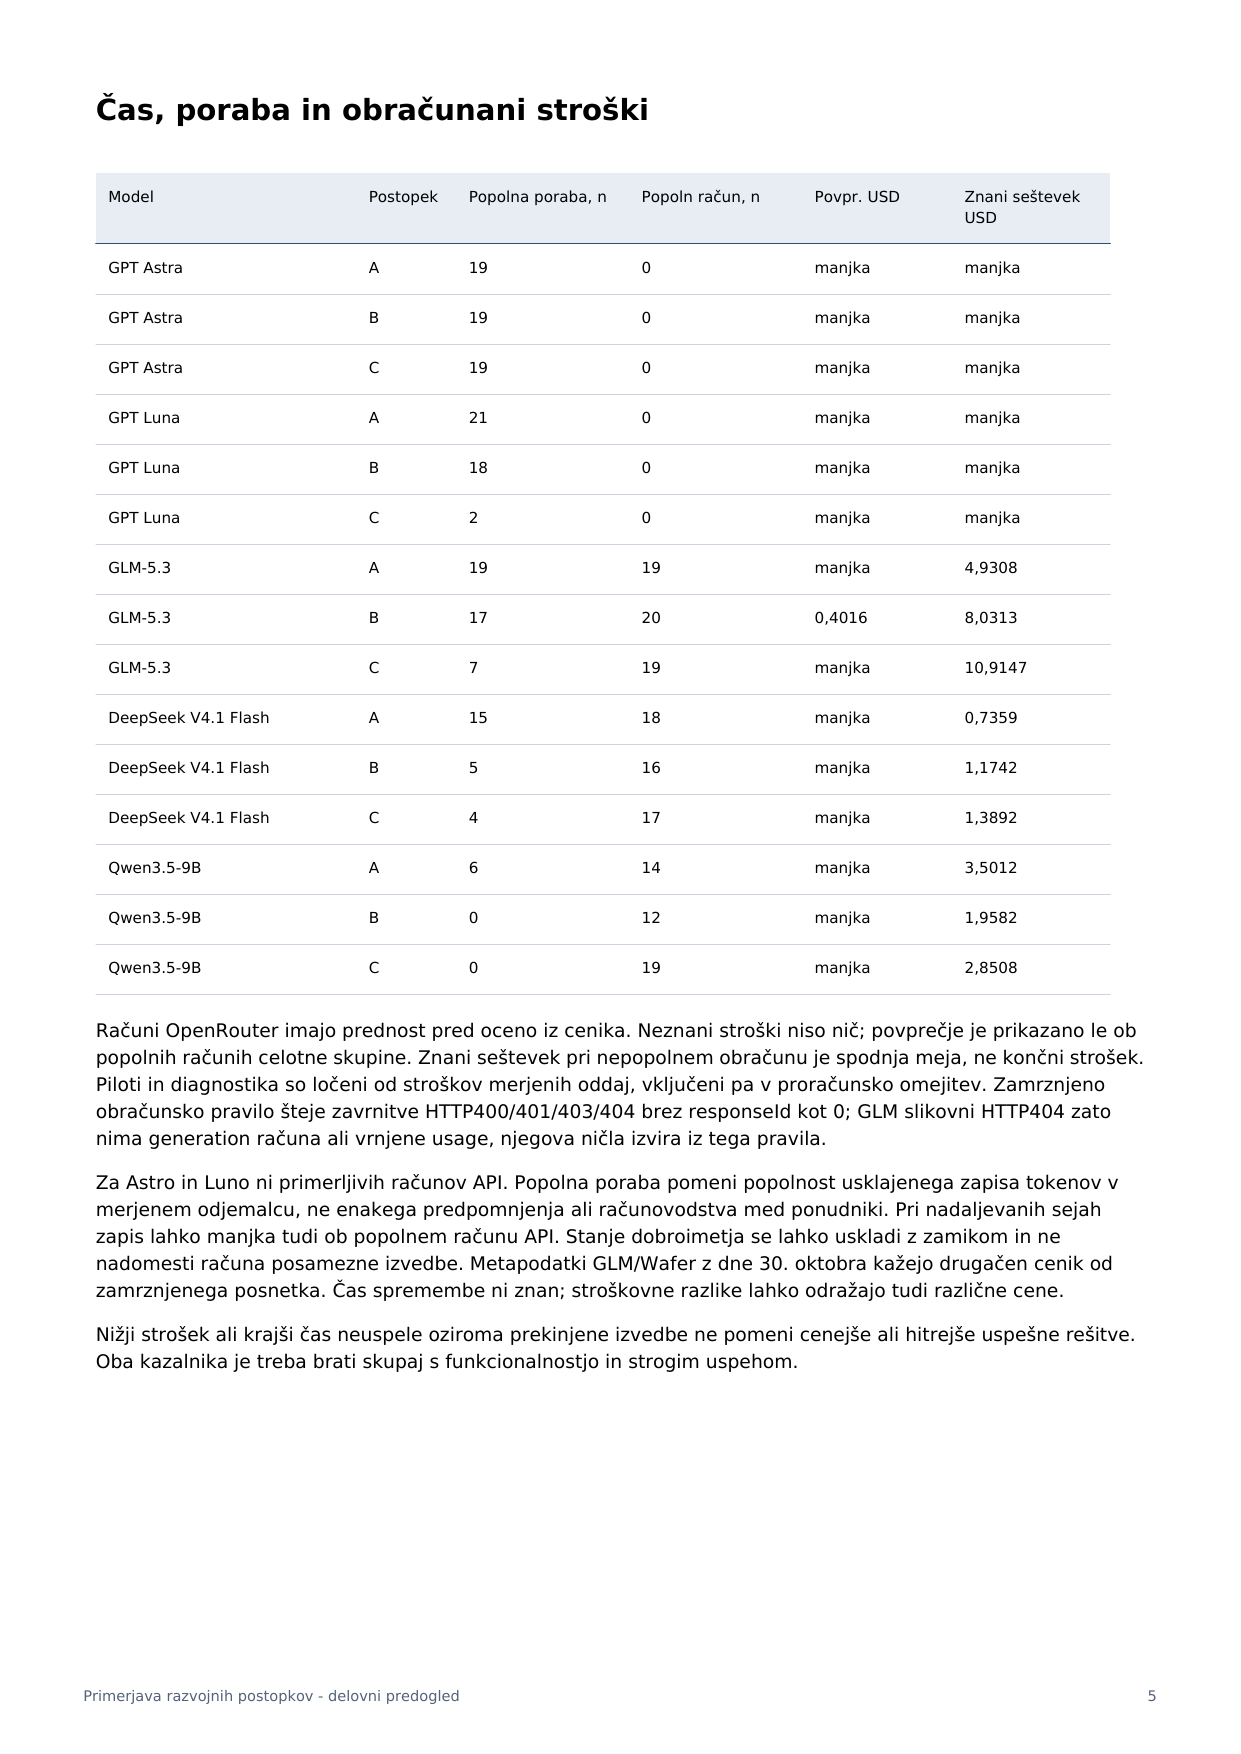 Čas, poraba in obračunani stroški
Model Postopek Popolna poraba, n Popoln račun, n Povpr. USD Znani seštevek USD
GPT Astra A 19 0 manjka manjka
GPT Astra B 19 0 manjka manjka
GPT Astra C 19 0 manjka manjka
GPT Luna A 21 0 manjka manjka
GPT Luna B 18 0 manjka manjka
GPT Luna C 2 0 manjka manjka
GLM-5.3 A 19 19 manjka 4,9308
GLM-5.3 B 17 20 0,4016 8,0313
GLM-5.3 C 7 19 manjka 10,9147
DeepSeek V4.1 Flash A 15 18 manjka 0,7359
DeepSeek V4.1 Flash B 5 16 manjka 1,1742
DeepSeek V4.1 Flash C 4 17 manjka 1,3892
Qwen3.5-9B A 6 14 manjka 3,5012
Qwen3.5-9B B 0 12 manjka 1,9582
Qwen3.5-9B C 0 19 manjka 2,8508
Računi OpenRouter imajo prednost pred oceno iz cenika. Neznani stroški niso nič; povprečje je prikazano le ob
popolnih računih celotne skupine. Znani seštevek pri nepopolnem obračunu je spodnja meja, ne končni strošek.
Piloti in diagnostika so ločeni od stroškov merjenih oddaj, vključeni pa v proračunsko omejitev. Zamrznjeno
obračunsko pravilo šteje zavrnitve HTTP400/401/403/404 brez responseId kot 0; GLM slikovni HTTP404 zato
nima generation računa ali vrnjene usage, njegova ničla izvira iz tega pravila.
Za Astro in Luno ni primerljivih računov API. Popolna poraba pomeni popolnost usklajenega zapisa tokenov v
merjenem odjemalcu, ne enakega predpomnjenja ali računovodstva med ponudniki. Pri nadaljevanih sejah
zapis lahko manjka tudi ob popolnem računu API. Stanje dobroimetja se lahko uskladi z zamikom in ne
nadomesti računa posamezne izvedbe. Metapodatki GLM/Wafer z dne 30. oktobra kažejo drugačen cenik od
zamrznjenega posnetka. Čas spremembe ni znan; stroškovne razlike lahko odražajo tudi različne cene.
Nižji strošek ali krajši čas neuspele oziroma prekinjene izvedbe ne pomeni cenejše ali hitrejše uspešne rešitve.
Oba kazalnika je treba brati skupaj s funkcionalnostjo in strogim uspehom.
Primerjava razvojnih postopkov - delovni predogled 5